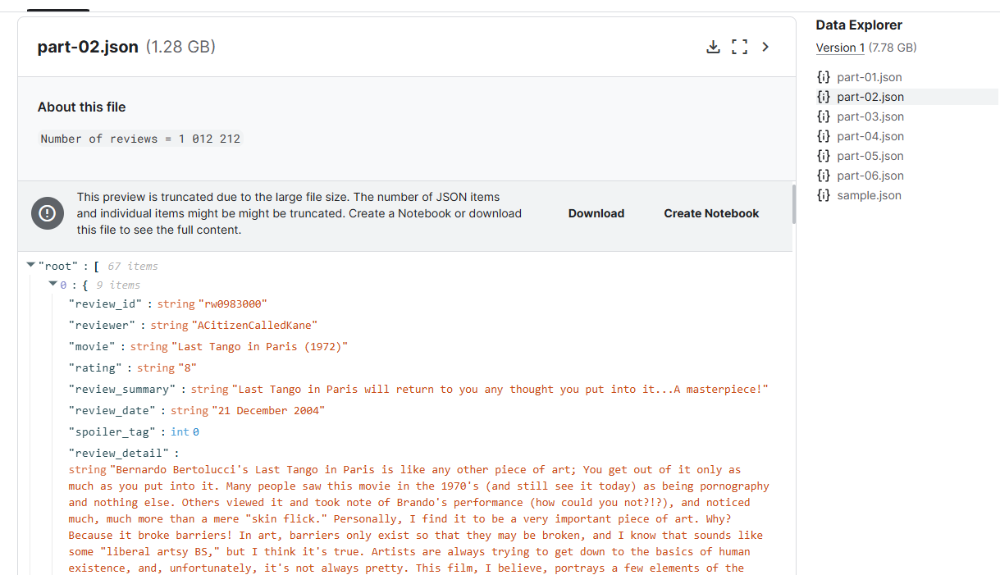 part-02.json (1.28 GB)
About this file
Number of reviews = 1 012 212
This preview is truncated due to the large file size. The number of JSON items
and individual items might be might be truncated. Create a Notebook or download
this file to see the full content.
Download
Create Notebook
"root" : [ 67 items
0 : { 9 items
"review_id" : string "rw0983000"
"reviewer" : string "ACitizenCalledKane"
"movie" : string "Last Tango in Paris (1972)"
"rating" : string "8"
"review_summary" : string "Last Tango in Paris will return to you any thought you put into it...A masterpiece!"
"review_date" : string "21 December 2004"
"spoiler_tag" : int 0
"review_detail" :
string "Bernardo Bertolucci's Last Tango in Paris is like any other piece of art; You get out of it only as
much as you put into it. Many people saw this movie in the 1970's (and still see it today) as being pornography
and nothing else. Others viewed it and took note of Brando's performance (how could you not?!?), and noticed
much, much more than a mere "skin flick." Personally, I find it to be a very important piece of art. Why?
Because it broke barriers! In art, barriers only exist so that they may be broken, and I know that sounds like
some "liberal artsy BS," but I think it's true. Artists are always trying to get down to the basics of human
existence, and, unfortunately, it's not always pretty. This film, I believe, portrays a few elements of the
Data Explorer
Version 1 (7.78 GB)
{i} part-01.json
{i} part-02.json
{i} part-03.json
{i} part-04.json
{i} part-05.json
{i} part-06.json
{i} sample.json